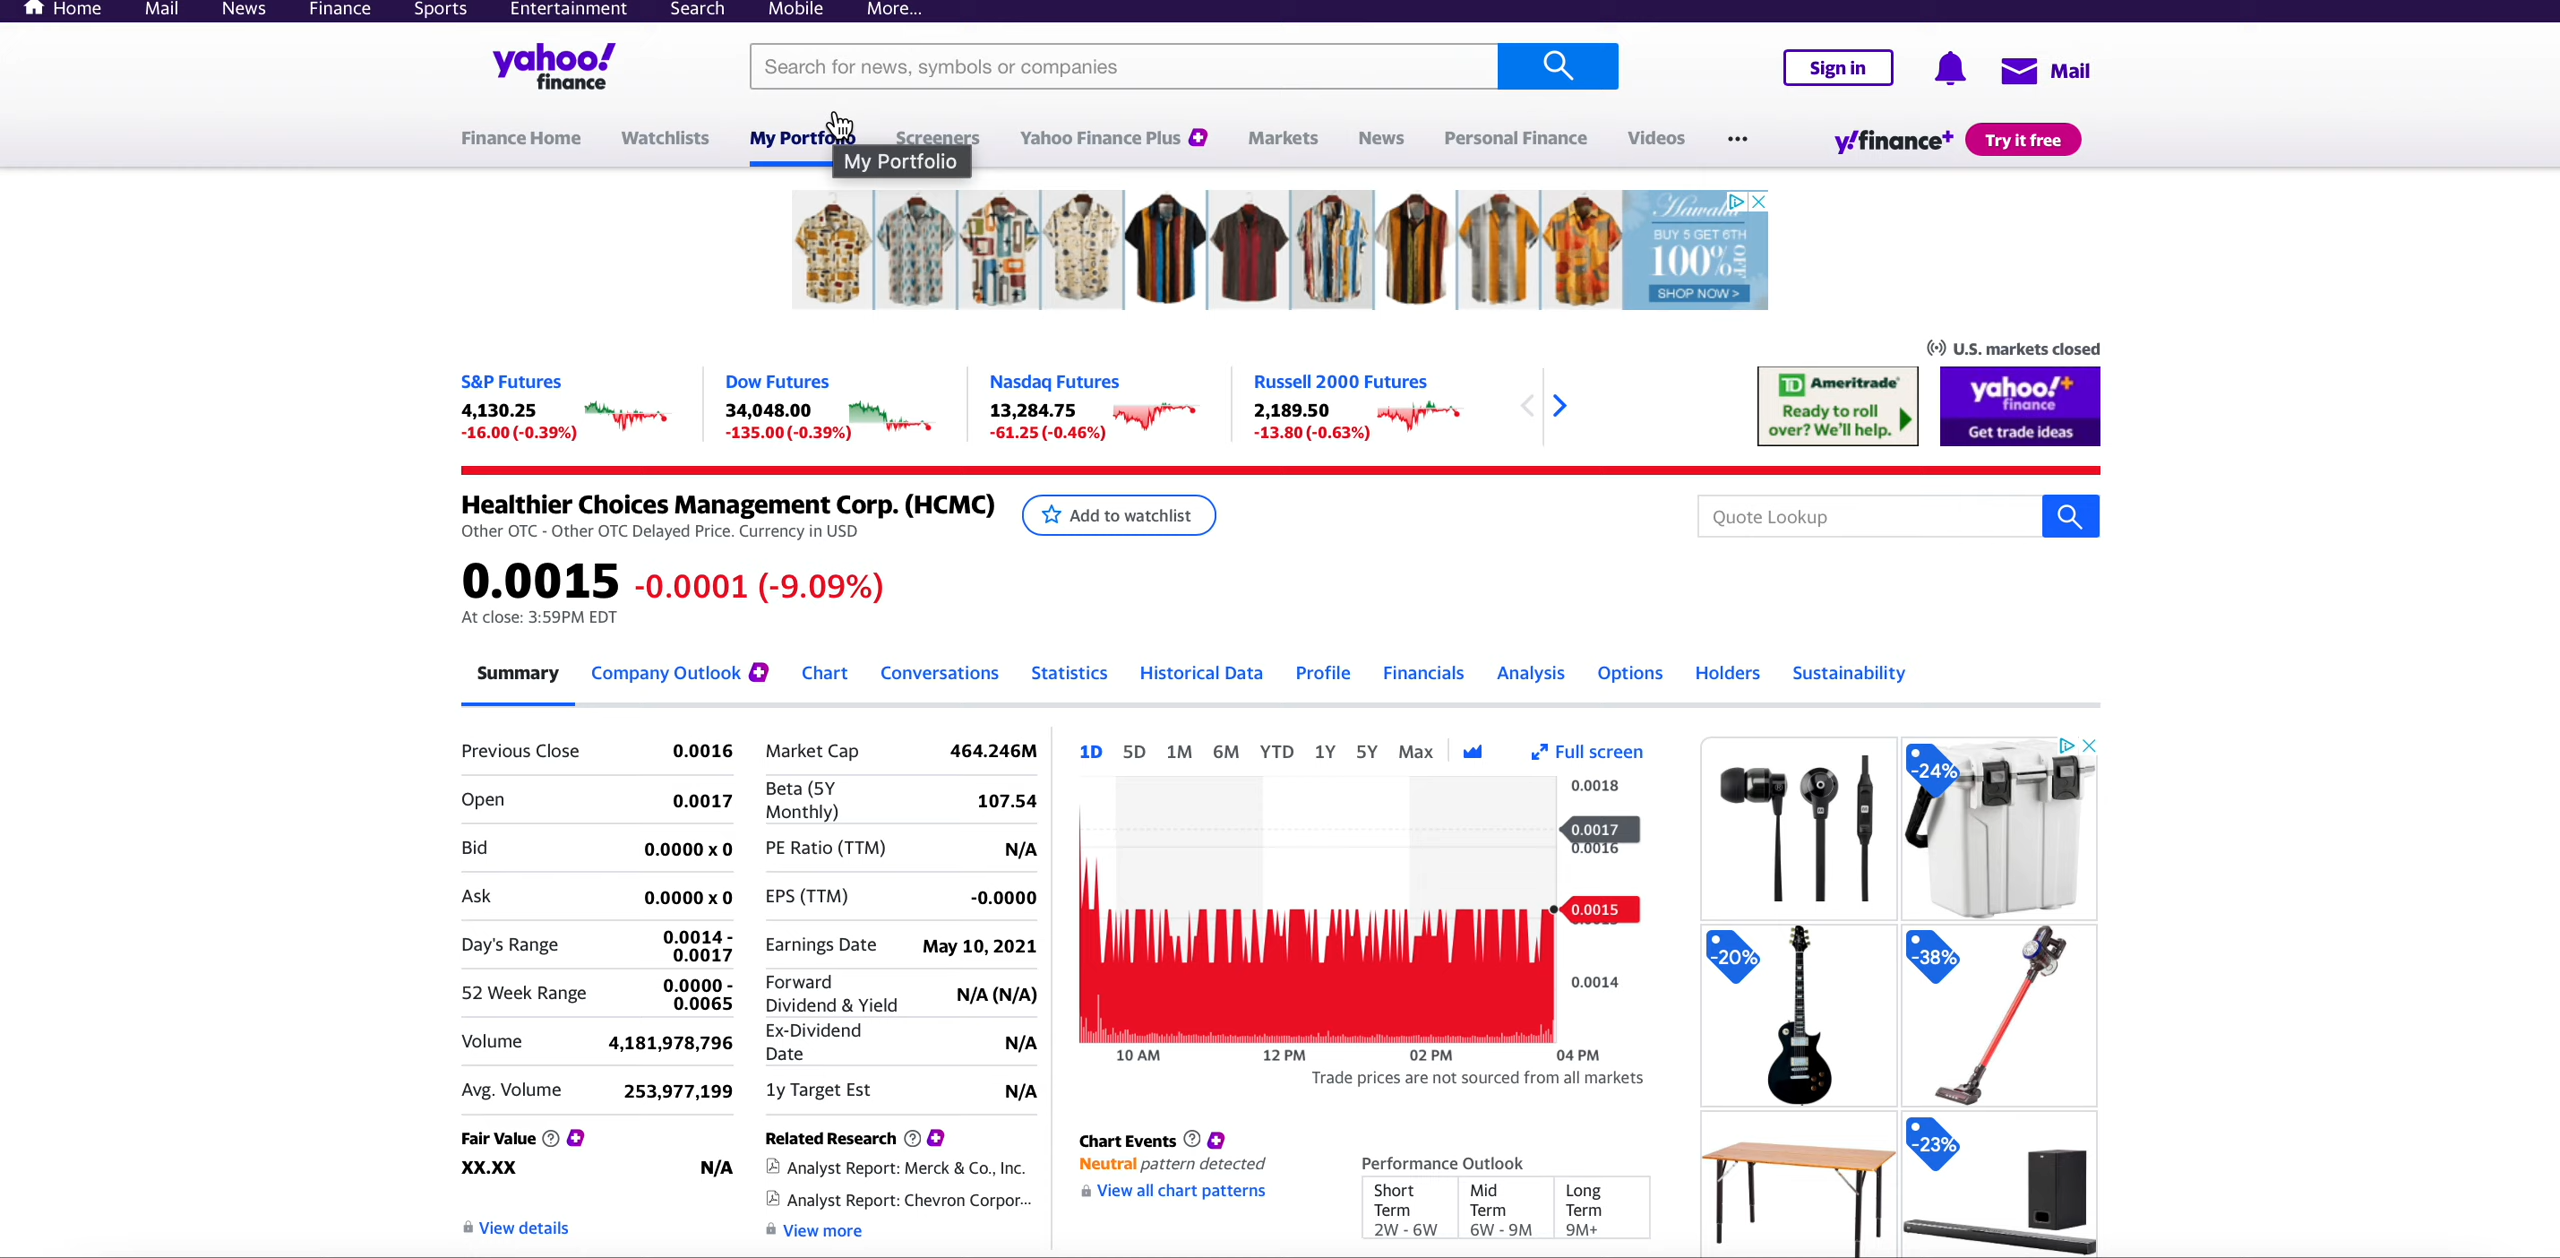 Home Mail News Finance Sports Entertainment Search Mobile More...
yahoo!
finance
Search for news, symbols or companies
Sign in
Mail
Finance Home Watchlists My Portfolio Screeners Yahoo Finance Plus Markets News Personal Finance Videos ...
y!finance+ Try it free
My Portfolio
Hawaiian
BUY 5 GET 6TH
100% OFF
SHOP NOW >
U.S. markets closed
S&P Futures
4,130.25
-16.00 (-0.39%)
Dow Futures
34,048.00
-135.00 (-0.39%)
Nasdaq Futures
13,284.75
-61.25 (-0.46%)
Russell 2000 Futures
2,189.50
-13.80 (-0.63%)
TD Ameritrade
Ready to roll
over? We'll help.
yahoo!+
finance
Get trade ideas
Healthier Choices Management Corp. (HCMC)
Other OTC - Other OTC Delayed Price. Currency in USD
Add to watchlist
Quote Lookup
0.0015 -0.0001 (-9.09%)
At close: 3:59PM EDT
Summary Company Outlook Chart Conversations Statistics Historical Data Profile Financials Analysis Options Holders Sustainability
Previous Close 0.0016
Open 0.0017
Bid 0.0000 x 0
Ask 0.0000 x 0
Day's Range 0.0014 -
0.0017
52 Week Range 0.0000 -
0.0065
Volume 4,181,978,796
Avg. Volume 253,977,199
Fair Value
XX.XX N/A
View details
Market Cap 464.246M
Beta (5Y
Monthly) 107.54
PE Ratio (TTM) N/A
EPS (TTM) -0.0000
Earnings Date May 10, 2021
Forward
Dividend & Yield N/A (N/A)
Ex-Dividend
Date N/A
1y Target Est N/A
Related Research
Analyst Report: Merck & Co., Inc.
Analyst Report: Chevron Corpor...
View more
1D 5D 1M 6M YTD 1Y 5Y Max Full screen
0.0018
0.0017
0.0016
0.0015
0.0014
10 AM 12 PM 02 PM 04 PM
Trade prices are not sourced from all markets
Chart Events
Neutral pattern detected
View all chart patterns
Performance Outlook
Short
Term
2W - 6W
Mid
Term
6W - 9M
Long
Term
9M+
-24%
-20%
-38%
-23%